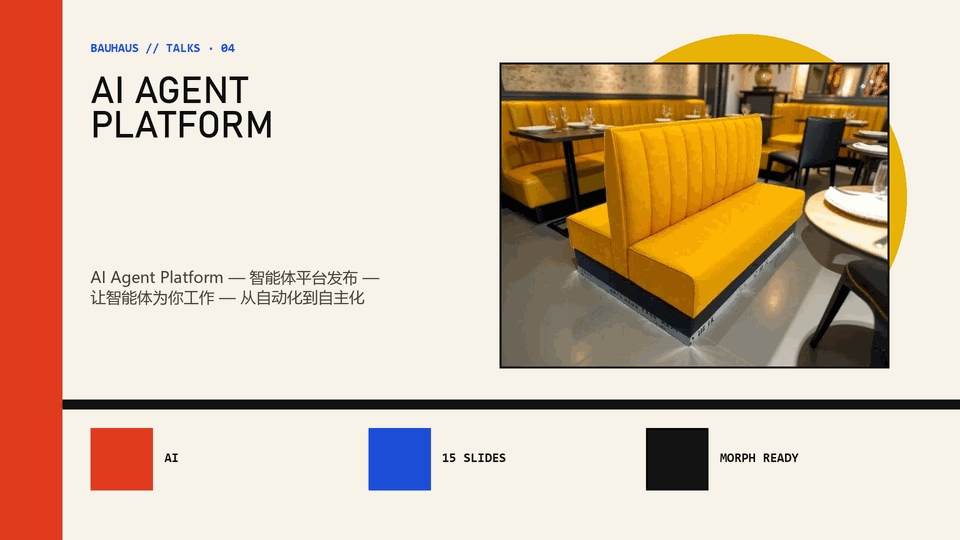 BAUHAUS // TALKS · 04
AI AGENT
PLATFORM
AI Agent Platform — 智能体平台发布 —
让智能体为你工作 — 从自动化到自主化
AI
15 SLIDES
MORPH READY